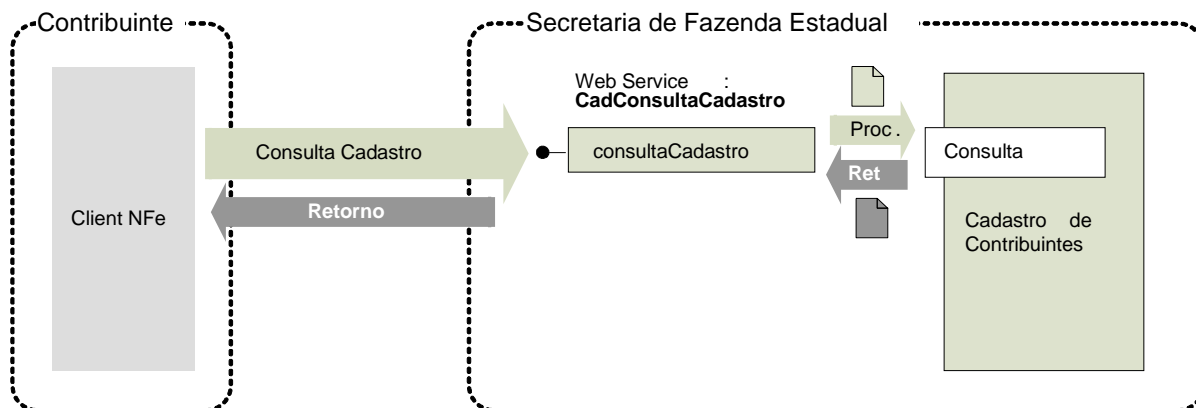 Contribuinte
Secretaria de Fazenda Estadual
Web Service :
CadConsultaCadastro
Consulta Cadastro
consultaCadastro
Proc.
Consulta
Ret
Retorno
Client NFe
Cadastro de
Contribuintes